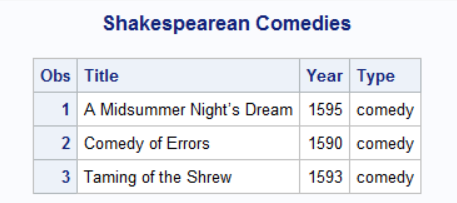 Shakespearean Comedies
Obs Title Year Type
1 A Midsummer Night's Dream 1595 comedy
2 Comedy of Errors 1590 comedy
3 Taming of the Shrew 1593 comedy